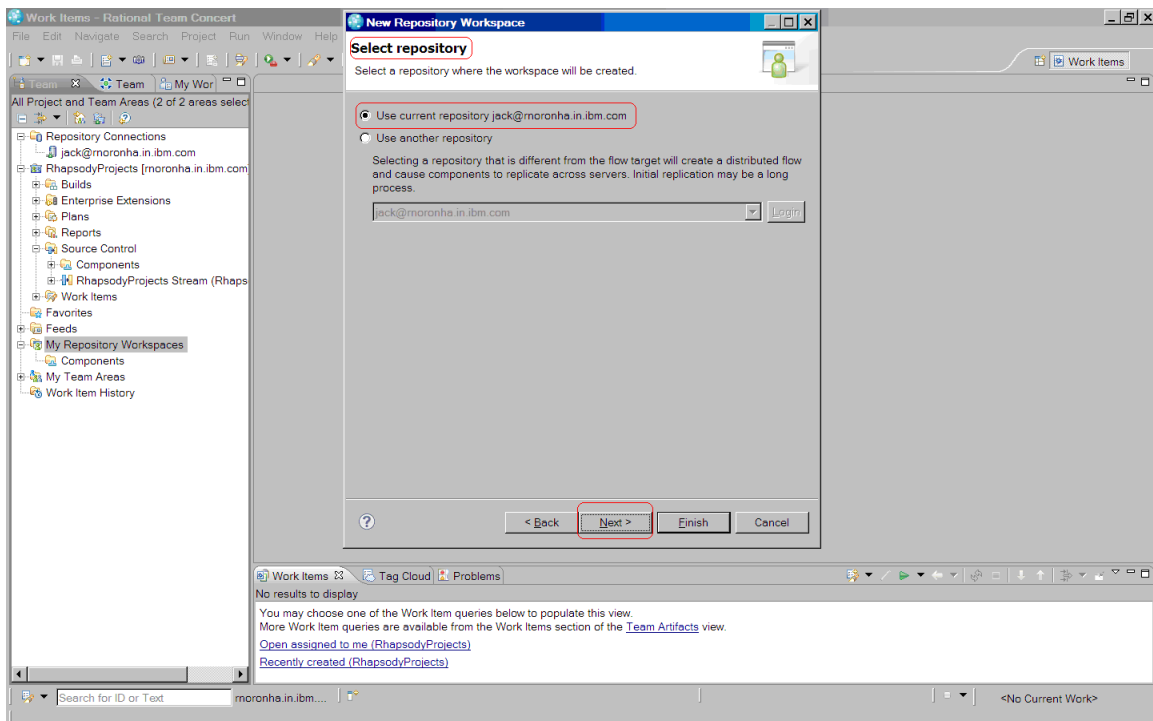 Work Items - Rational Team Concert
File Edit Navigate Search Project Run Window Help
Team Team My Wor
All Project and Team Areas (2 of 2 areas select
Repository Connections
jack@rnoronha.in.ibm.com
RhapsodyProjects [rnoronha.in.ibm.com
Builds
Enterprise Extensions
Plans
Reports
Source Control
Components
RhapsodyProjects Stream (Rhaps
Work Items
Favorites
Feeds
My Repository Workspaces
Components
My Team Areas
Work Item History
New Repository Workspace
Select repository
Select a repository where the workspace will be created.
Use current repository jack@rnoronha.in.ibm.com
Use another repository
Selecting a repository that is different from the flow target will create a distributed flow
and cause components to replicate across servers. Initial replication may be a long
process.
jack@rnoronha.in.ibm.com Login
< Back Next > Finish Cancel
Work Items
Work Items Tag Cloud Problems
No results to display
You may choose one of the Work Item queries below to populate this view.
More Work Item queries are available from the Work Items section of the Team Artifacts view.
Open assigned to me (RhapsodyProjects)
Recently created (RhapsodyProjects)
Search for ID or Text rnoronha.in.ibm.... <No Current Work>